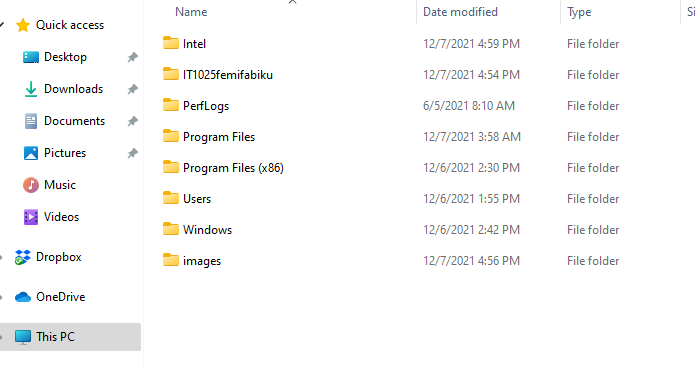 Name Date modified Type Si
Quick access
Desktop
Downloads
Documents
Pictures
Music
Videos
Dropbox
OneDrive
This PC
Intel 12/7/2021 4:59 PM File folder
IT1025femifabiku 12/7/2021 4:54 PM File folder
PerfLogs 6/5/2021 8:10 AM File folder
Program Files 12/7/2021 3:58 AM File folder
Program Files (x86) 12/6/2021 2:30 PM File folder
Users 12/6/2021 1:55 PM File folder
Windows 12/6/2021 2:42 PM File folder
images 12/7/2021 4:56 PM File folder